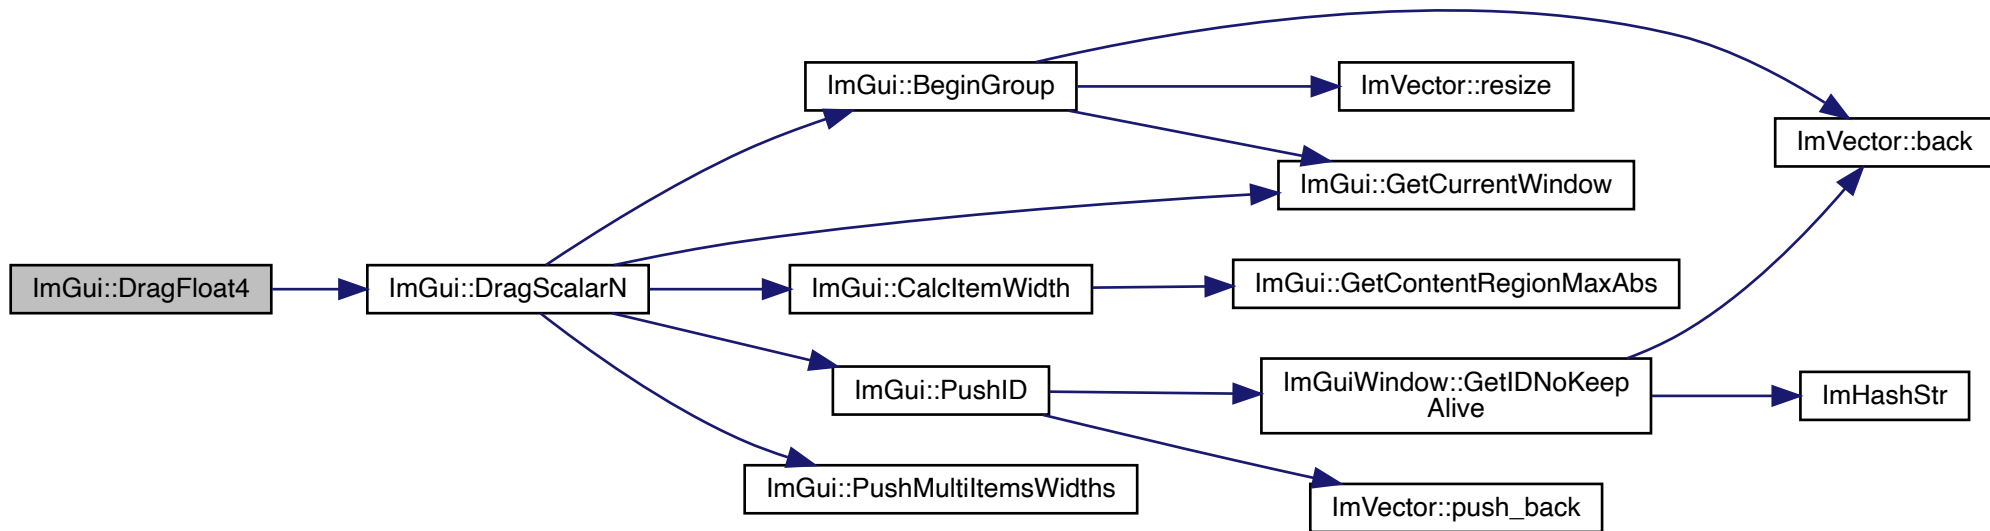 ImGui::DragFloat4
ImGui::DragScalarN
ImGui::BeginGroup
ImGui::CalcItemWidth
ImGui::PushID
ImGui::PushMultiItemsWidths
ImVector::resize
ImGui::GetCurrentWindow
ImGui::GetContentRegionMaxAbs
ImGuiWindow::GetIDNoKeep
Alive
ImVector::push_back
ImVector::back
ImHashStr